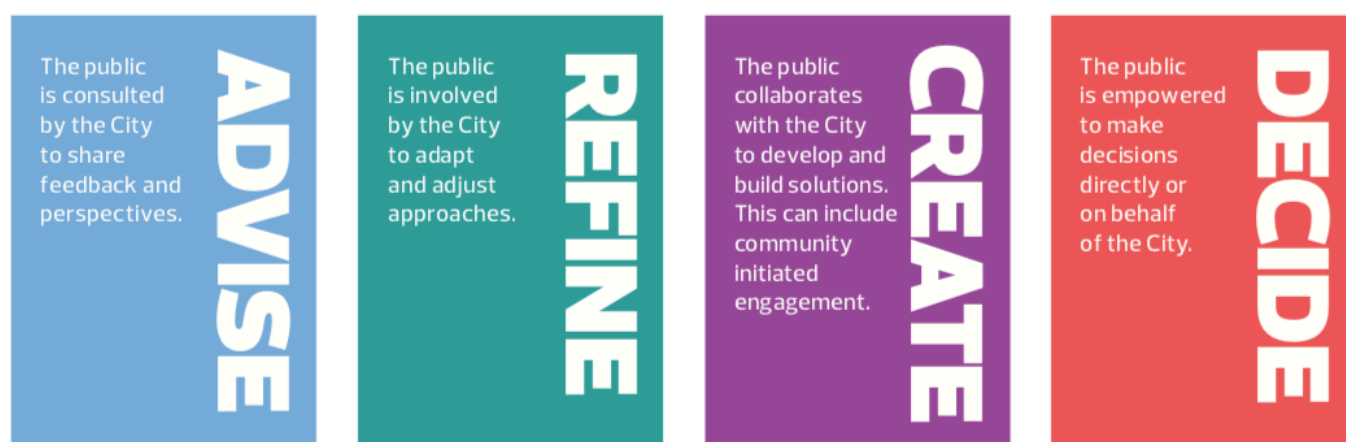 The public
is consulted
by the City
to share
feedback and
perspectives.
ADVISE
The public
is involved
by the City
to adapt
and adjust
approaches.
REFINE
The public
collaborates
with the City
to develop and
build solutions.
This can include
community
initiated
engagement.
CREATE
The public
is empowered
to make
decisions
directly or
on behalf
of the City.
DECIDE